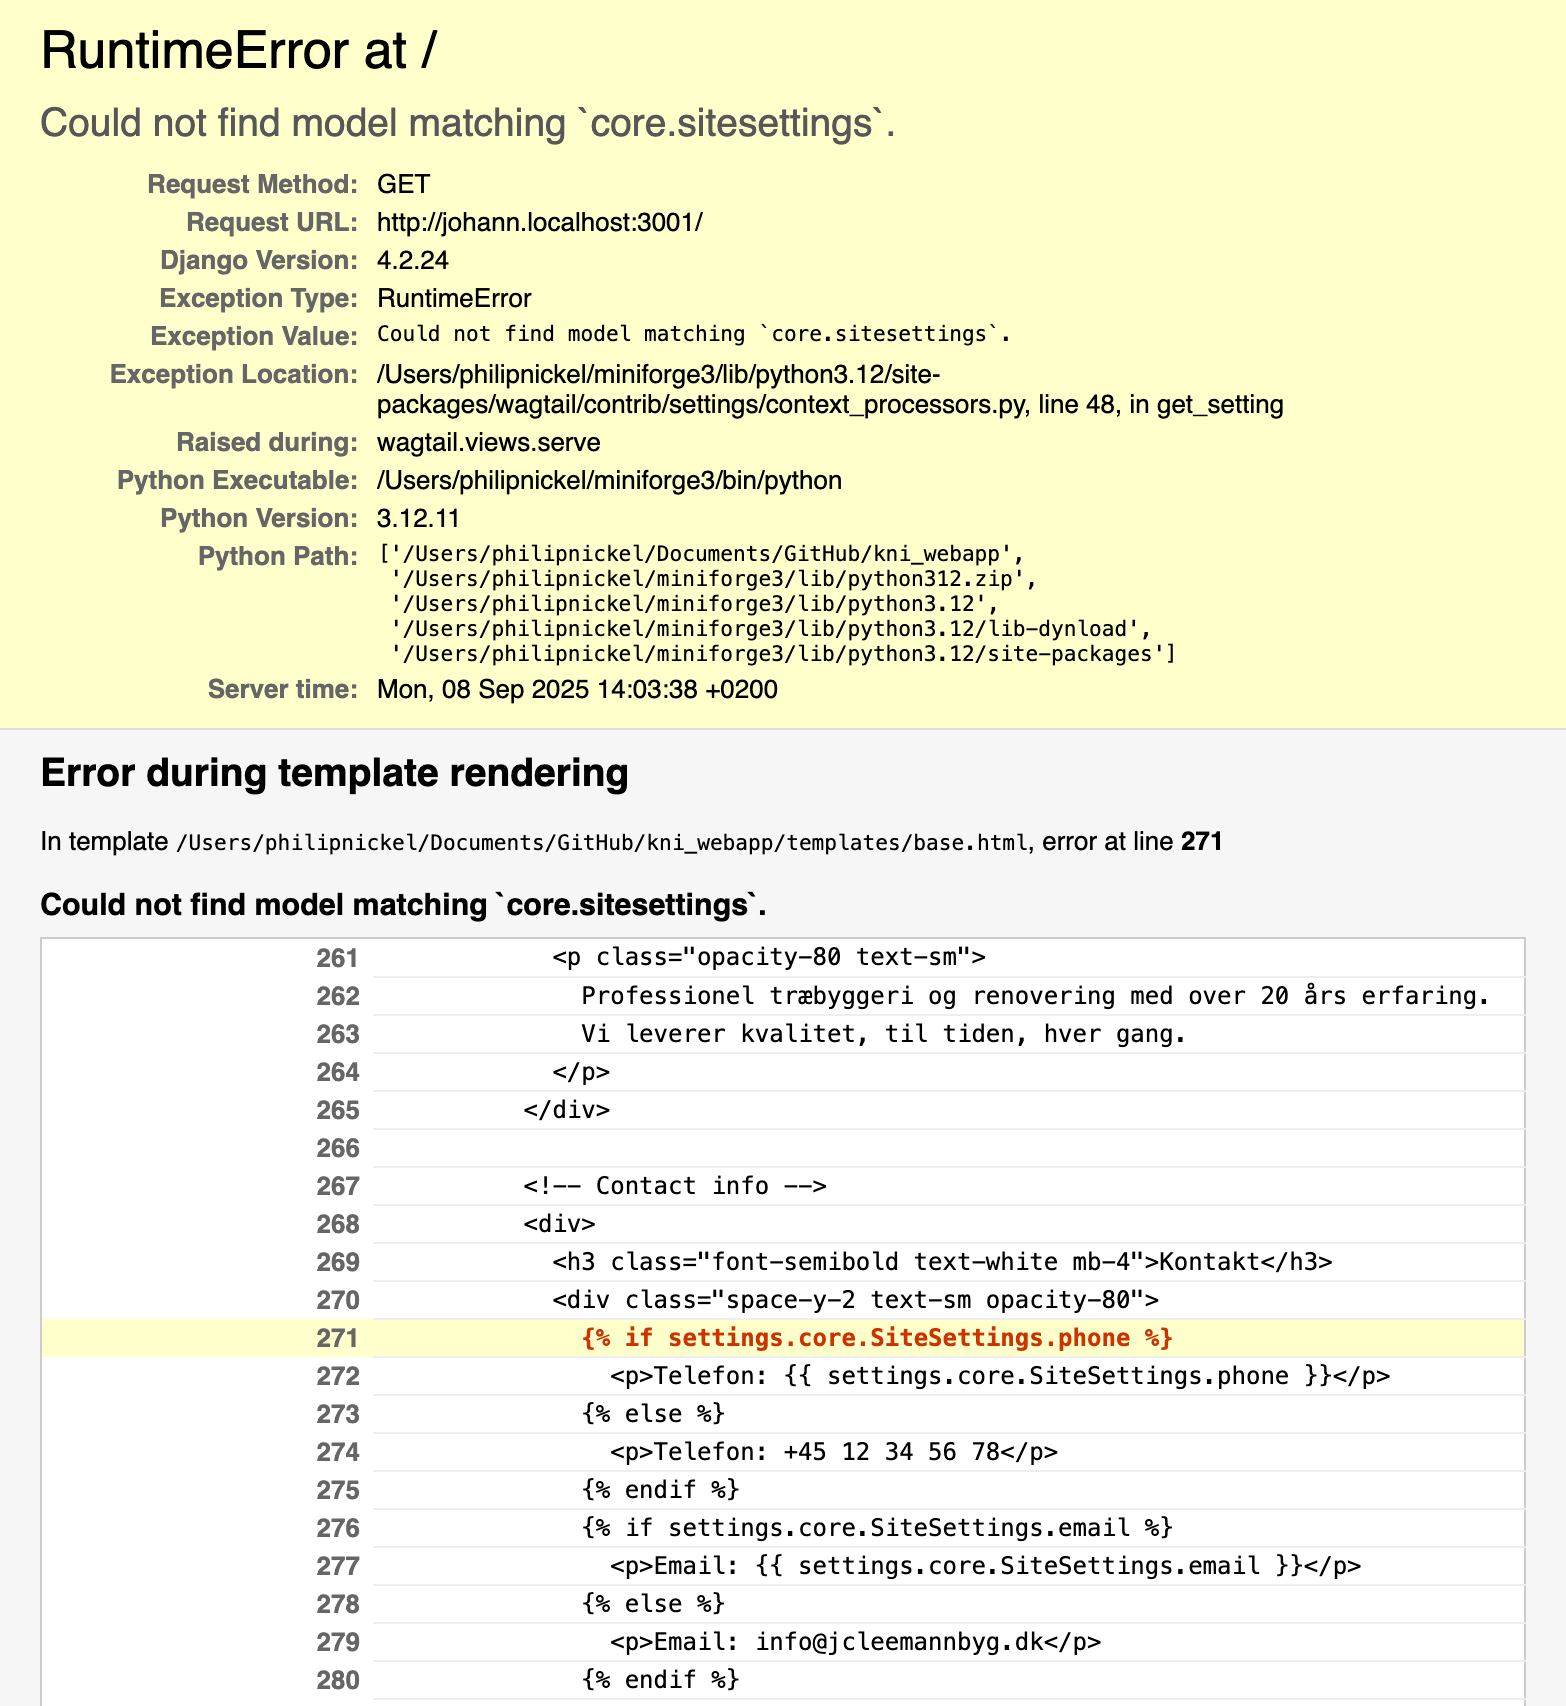 RuntimeError at /
Could not find model matching `core.sitesettings`.
Request Method: GET
Request URL: http://johann.localhost:3001/
Django Version: 4.2.24
Exception Type: RuntimeError
Exception Value: Could not find model matching `core.sitesettings`.
Exception Location: /Users/philipnickel/miniforge3/lib/python3.12/site-
packages/wagtail/contrib/settings/context_processors.py, line 48, in get_setting
Raised during: wagtail.views.serve
Python Executable: /Users/philipnickel/miniforge3/bin/python
Python Version: 3.12.11
Python Path: ['/Users/philipnickel/Documents/GitHub/kni_webapp',
'/Users/philipnickel/miniforge3/lib/python312.zip',
'/Users/philipnickel/miniforge3/lib/python3.12',
'/Users/philipnickel/miniforge3/lib/python3.12/lib-dynload',
'/Users/philipnickel/miniforge3/lib/python3.12/site-packages']
Server time: Mon, 08 Sep 2025 14:03:38 +0200
Error during template rendering
In template /Users/philipnickel/Documents/GitHub/kni_webapp/templates/base.html, error at line 271
Could not find model matching `core.sitesettings`.
261 <p class="opacity-80 text-sm">
262 Professionel træbyggeri og renovering med over 20 års erfaring.
263 Vi leverer kvalitet, til tiden, hver gang.
264 </p>
265 </div>
266
267 <!-- Contact info -->
268 <div>
269 <h3 class="font-semibold text-white mb-4">Kontakt</h3>
270 <div class="space-y-2 text-sm opacity-80">
271 {% if settings.core.SiteSettings.phone %}
272 <p>Telefon: {{ settings.core.SiteSettings.phone }}</p>
273 {% else %}
274 <p>Telefon: +45 12 34 56 78</p>
275 {% endif %}
276 {% if settings.core.SiteSettings.email %}
277 <p>Email: {{ settings.core.SiteSettings.email }}</p>
278 {% else %}
279 <p>Email: info@jcleemannbyg.dk</p>
280 {% endif %}